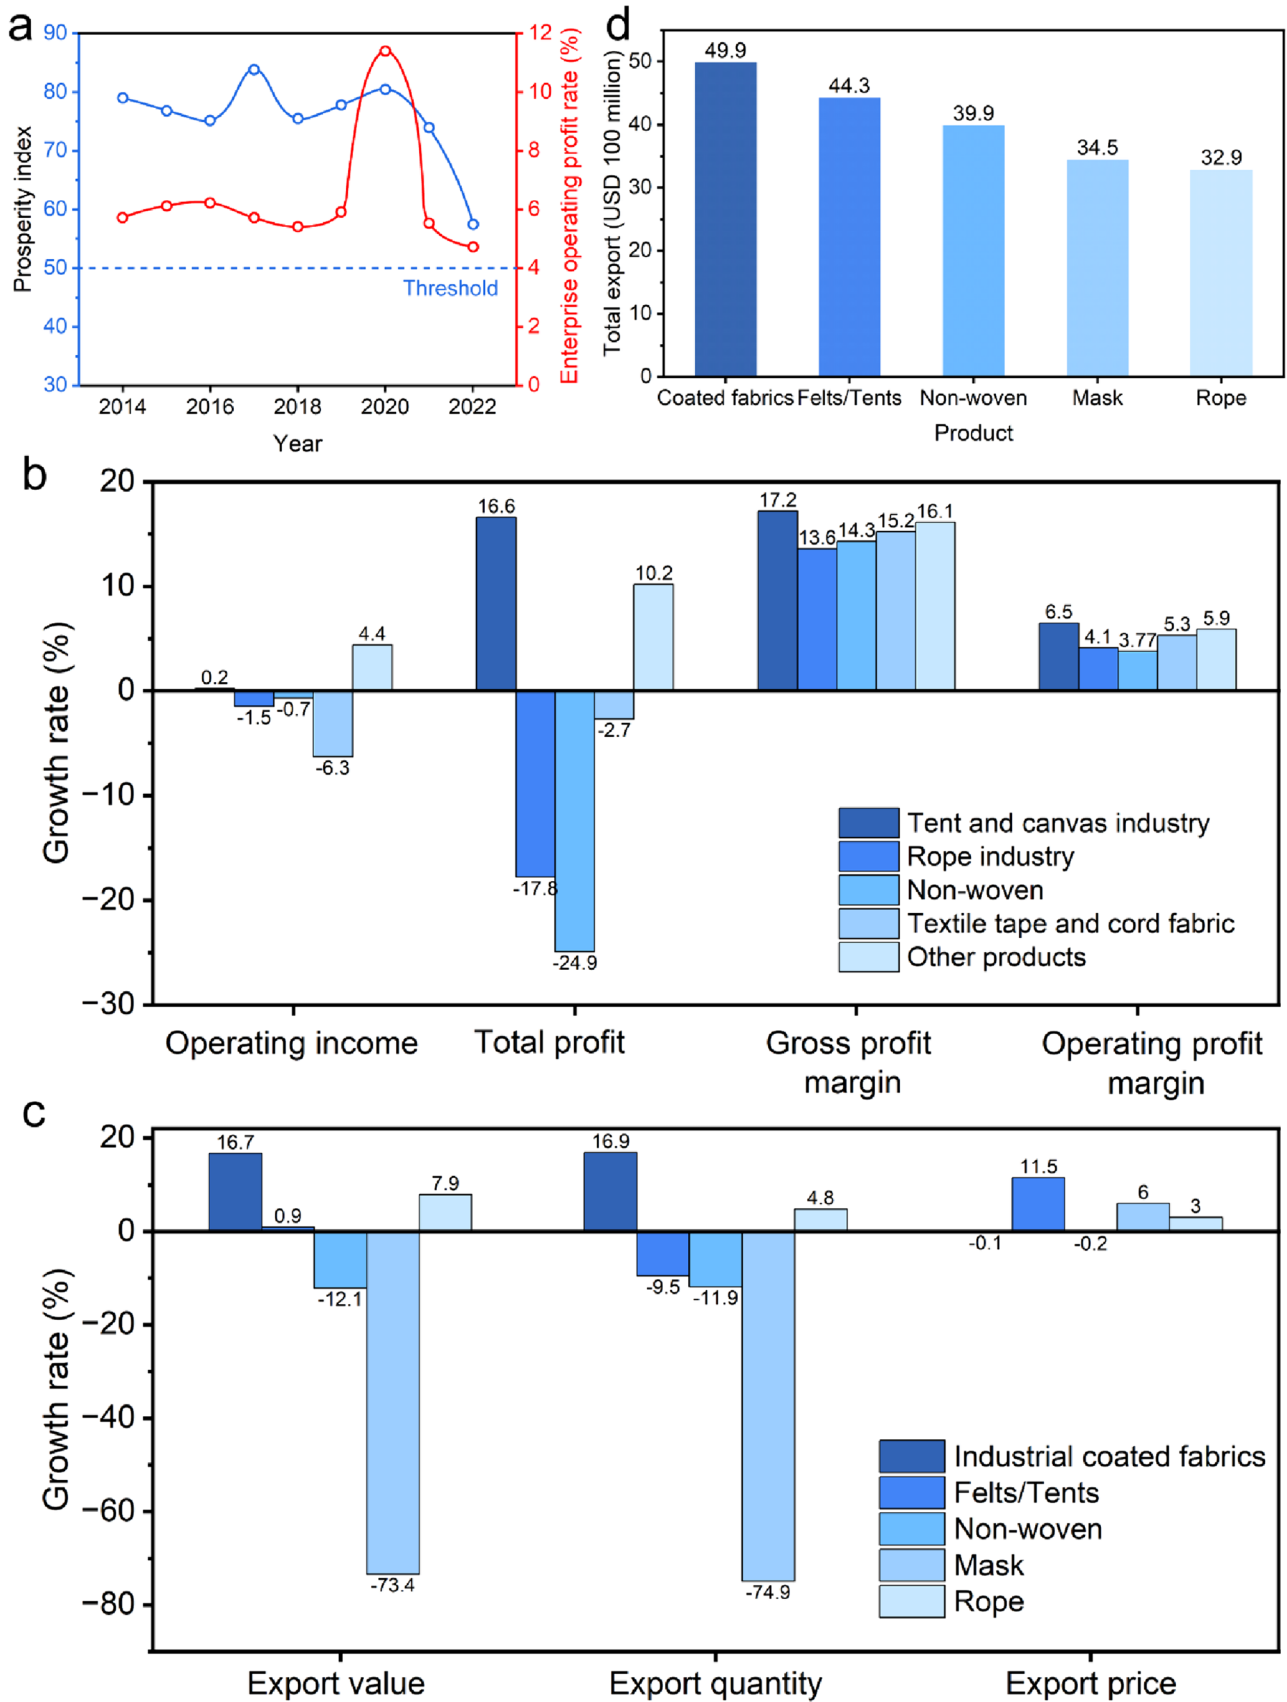 a
90
80
70
60
50
40
30
Prosperity index
12
10
8
6
4
2
0
Enterprise operating profit rate (%)
Threshold
2014 2016 2018 2020 2022
Year
d
50
40
30
20
10
0
Total export (USD 100 million)
49.9
44.3
39.9
34.5
32.9
Coated fabrics Felts/Tents Non-woven Mask Rope
Product
b
20
10
0
−10
−20
−30
Growth rate (%)
0.2
-1.5
-0.7
-6.3
4.4
16.6
-17.8
-24.9
-2.7
10.2
17.2
13.6
14.3
15.2
16.1
6.5
4.1
3.77
5.3
5.9
Tent and canvas industry
Rope industry
Non-woven
Textile tape and cord fabric
Other products
Operating income
Total profit
Gross profit
margin
Operating profit
margin
c
20
0
−20
−40
−60
−80
Growth rate (%)
16.7
0.9
-12.1
-73.4
7.9
16.9
-9.5
-11.9
-74.9
4.8
-0.1
11.5
-0.2
6
3
Industrial coated fabrics
Felts/Tents
Non-woven
Mask
Rope
Export value
Export quantity
Export price